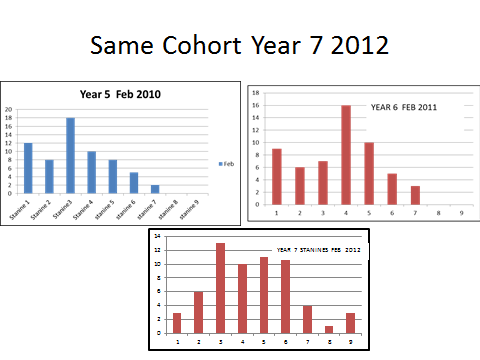 Same Cohort Year 7 2012
Year 5 Feb 2010
20
18
16
14
12
10
8
6
4
2
0
Stanine 1
Stanine 2
Stanine3
Stanine 4
stanine 5
stanine 6
stanine 7
stanine 8
stanine 9
Feb
YEAR 6 FEB 2011
18
16
14
12
10
8
6
4
2
0
1 2 3 4 5 6 7 8 9
YEAR 7 STANINES FEB 2012
14
12
10
8
6
4
2
0
1 2 3 4 5 6 7 8 9